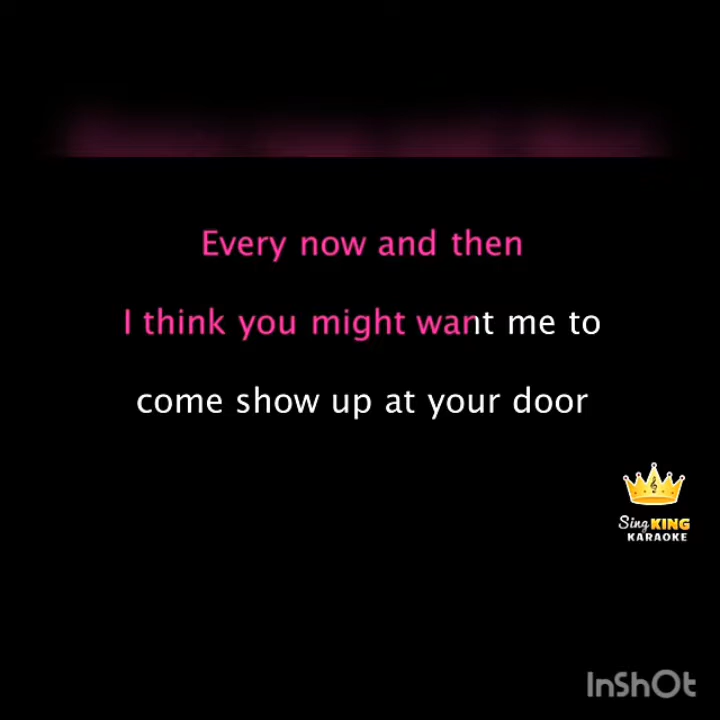 Every now and then
I think you might want me to
come show up at your door
Sing KING
KARAOKE
InShOt